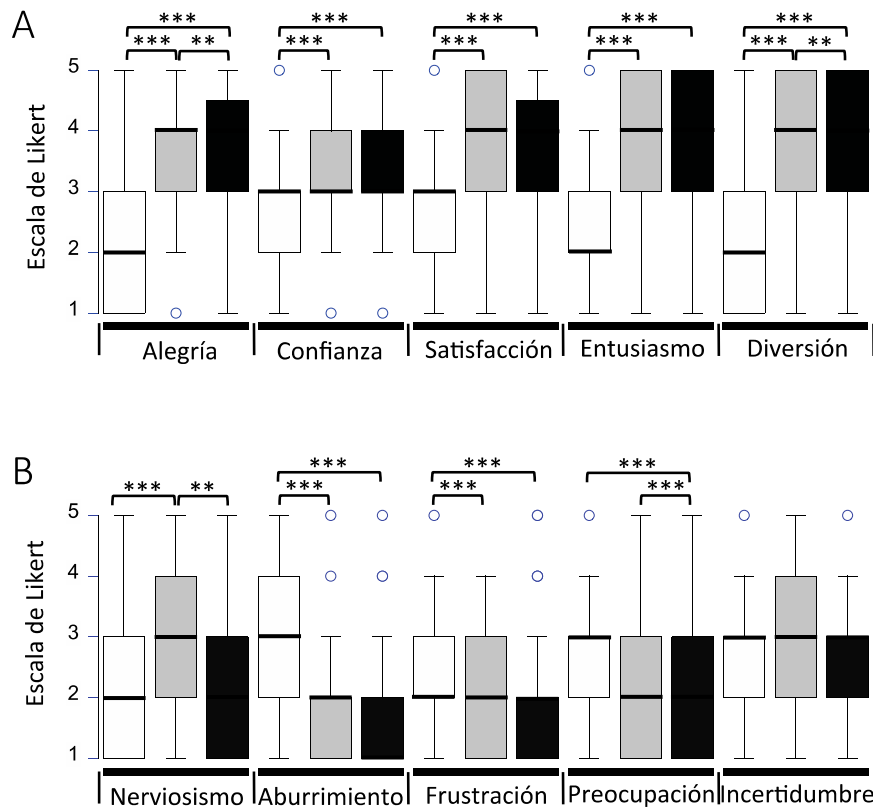 A
*** *** *** *** ***
*** ** *** *** *** *** **
Escala de Likert
5
4
3
2
1
Alegría Confianza Satisfacción Entusiasmo Diversión
B
*** *** ***
*** ** *** *** ***
Escala de Likert
5
4
3
2
1
Nerviosismo Aburrimiento Frustración Preocupación Incertidumbre